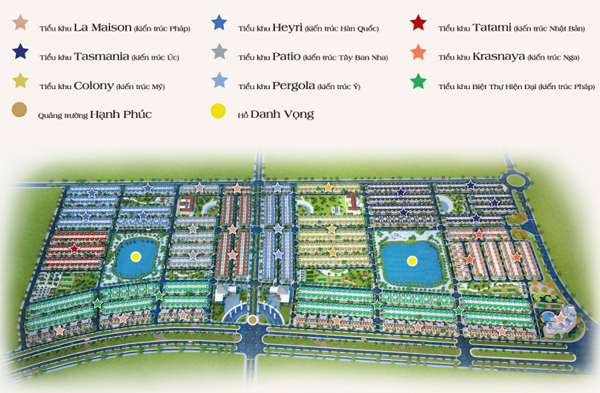 Tiểu khu La Maison (kiến trúc Pháp)
Tiểu khu Heyri (kiến trúc Hàn Quốc)
Tiểu khu Tatami (kiến trúc Nhật Bản)
Tiểu khu Tasmania (kiến trúc Úc)
Tiểu khu Patio (kiến trúc Tây Ban Nha)
Tiểu khu Krasnaya (kiến trúc Nga)
Tiểu khu Colony (kiến trúc Mỹ)
Tiểu khu Pergola (kiến trúc Ý)
Tiểu khu Biệt Thự Hiện Đại (kiến trúc Pháp)
Quảng trường Hạnh Phúc
Hồ Danh Vọng